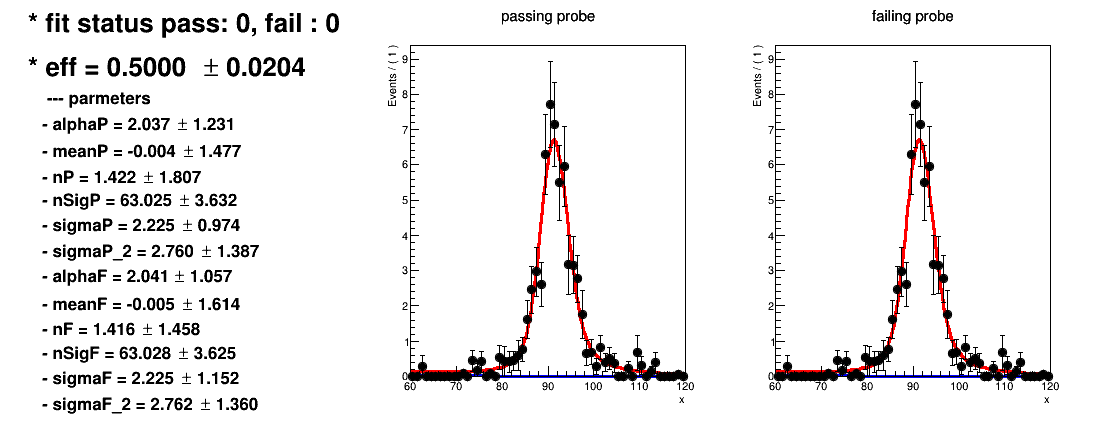 * fit status pass: 0, fail : 0
* eff = 0.5000 ± 0.0204
--- parmeters
- alphaP = 2.037 ± 1.231
- meanP = -0.004 ± 1.477
- nP = 1.422 ± 1.807
- nSigP = 63.025 ± 3.632
- sigmaP = 2.225 ± 0.974
- sigmaP_2 = 2.760 ± 1.387
- alphaF = 2.041 ± 1.057
- meanF = -0.005 ± 1.614
- nF = 1.416 ± 1.458
- nSigF = 63.028 ± 3.625
- sigmaF = 2.225 ± 1.152
- sigmaF_2 = 2.762 ± 1.360
passing probe
Events / ( 1 )
9
8
7
6
5
4
3
2
1
0
60 70 80 90 100 110 120
x
failing probe
Events / ( 1 )
9
8
7
6
5
4
3
2
1
0
60 70 80 90 100 110 120
x